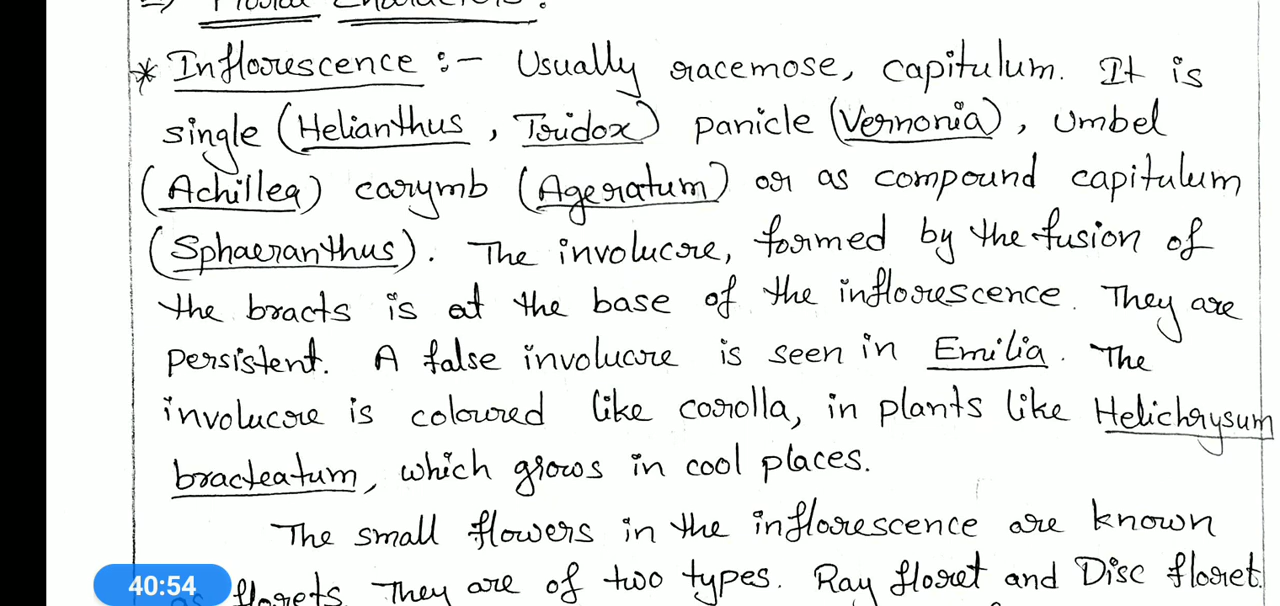 => Floral Characters :
* Inflorescence :- Usually racemose, capitulum. It is
single (Helianthus, Tridox) panicle (Vernonia), Umbel
(Achillea) corymb (Ageratum) or as compound capitulum
(Sphaeranthus). The involucre, formed by the fusion of
the bracts is at the base of the inflorescence. They are
persistent. A false involucre is seen in Emilia. The
involucre is coloured like corolla, in plants like Helichrysum
bracteatum, which grows in cool places.
The small flowers in the inflorescence are known
as florets. They are of two types. Ray floret and Disc floret.
40:54